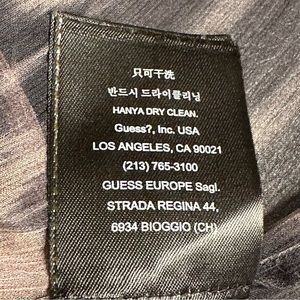 只可干洗
반드시 드라이클리닝
HANYA DRY CLEAN.
Guess?, Inc. USA
LOS ANGELES, CA 90021
(213) 765-3100
GUESS EUROPE Sagl.
STRADA REGINA 44,
6934 BIOGGIO (CH)